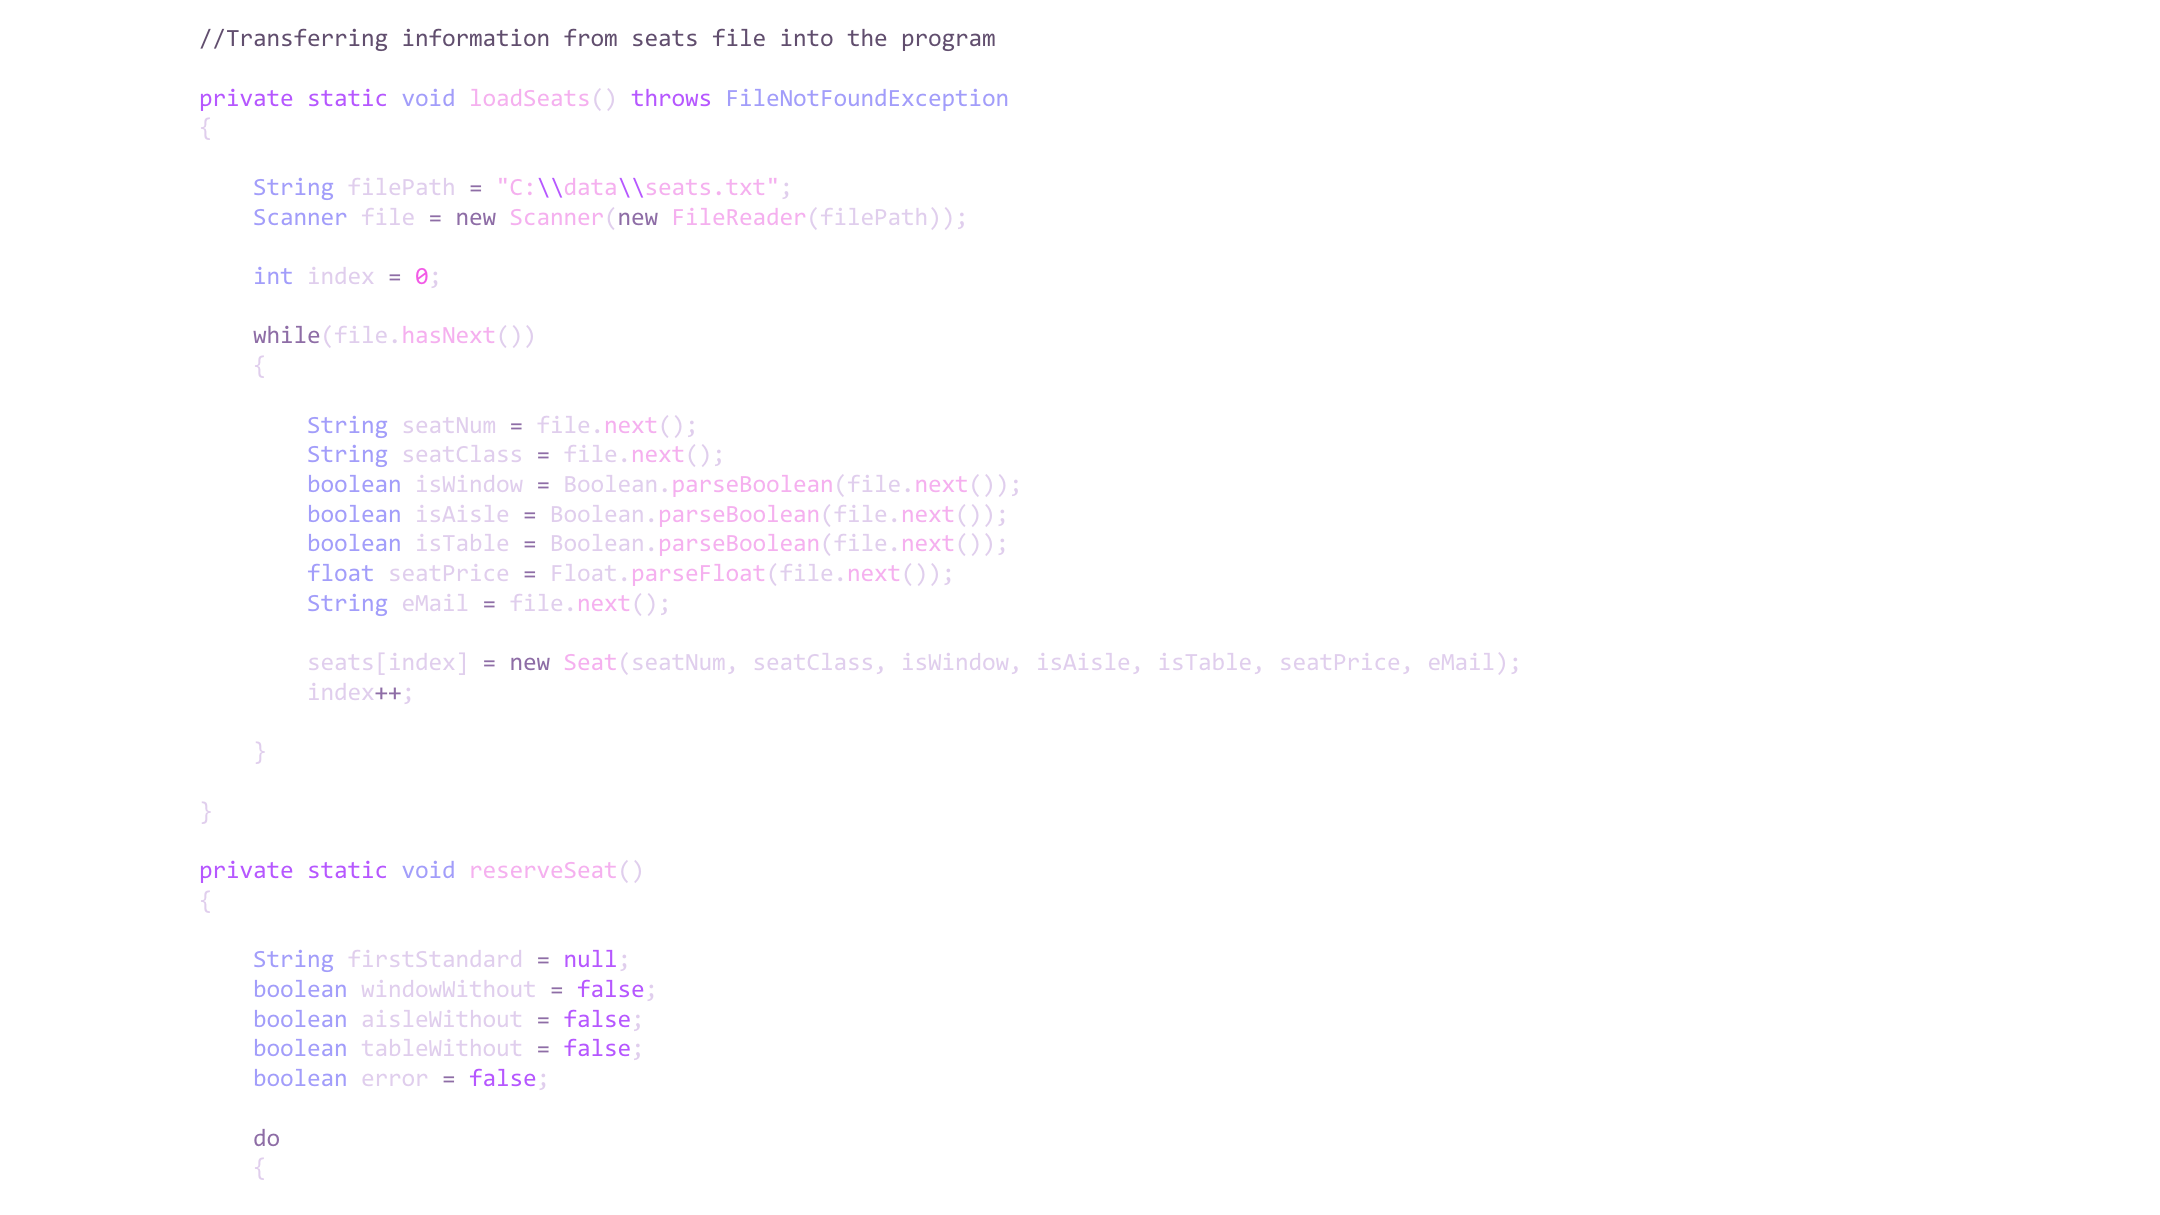 //Transferring information from seats file into the program
private static void loadSeats() throws FileNotFoundException
{
String filePath = "C:\\data\\seats.txt";
Scanner file = new Scanner(new FileReader(filePath));
int index = 0;
while(file.hasNext())
{
String seatNum = file.next();
String seatClass = file.next();
boolean isWindow = Boolean.parseBoolean(file.next());
boolean isAisle = Boolean.parseBoolean(file.next());
boolean isTable = Boolean.parseBoolean(file.next());
float seatPrice = Float.parseFloat(file.next());
String eMail = file.next();
seats[index] = new Seat(seatNum, seatClass, isWindow, isAisle, isTable, seatPrice, eMail);
index++;
}
}
private static void reserveSeat()
{
String firstStandard = null;
boolean windowWithout = false;
boolean aisleWithout = false;
boolean tableWithout = false;
boolean error = false;
do
{